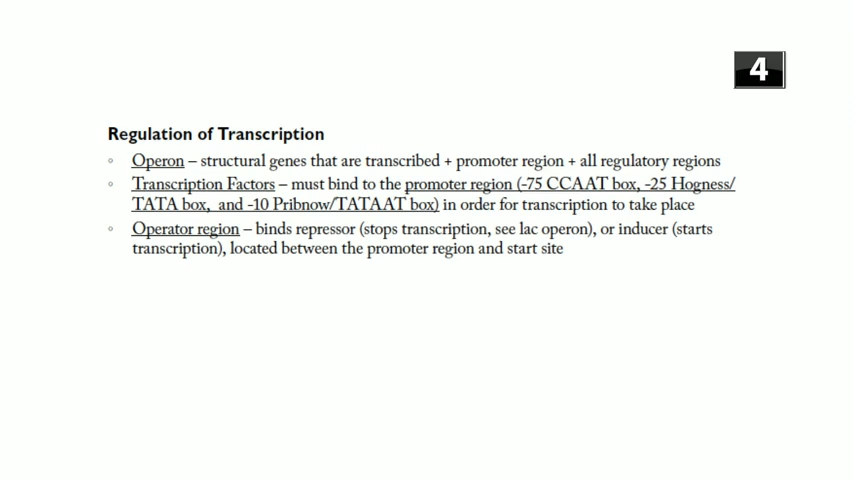 4
Regulation of Transcription
◦ Operon – structural genes that are transcribed + promoter region + all regulatory regions
◦ Transcription Factors – must bind to the promoter region (-75 CCAAT box, -25 Hogness/
TATA box, and -10 Pribnow/TATAAT box) in order for transcription to take place
◦ Operator region – binds repressor (stops transcription, see lac operon), or inducer (starts
transcription), located between the promoter region and start site